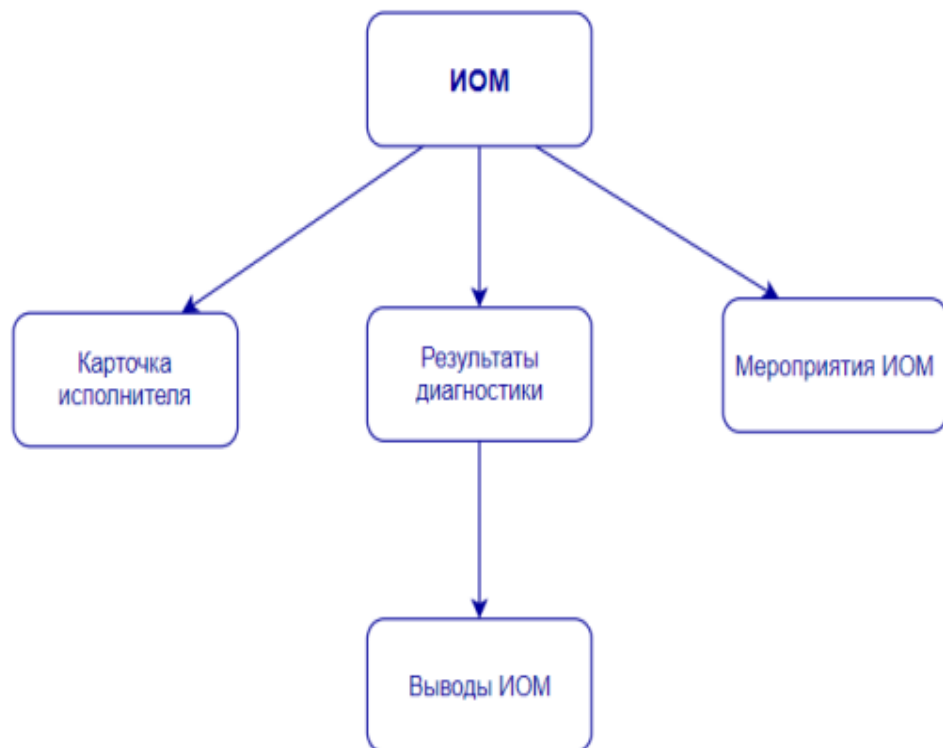 ИОМ
Карточка
исполнителя
Результаты
диагностики
Мероприятия ИОМ
Выводы ИОМ